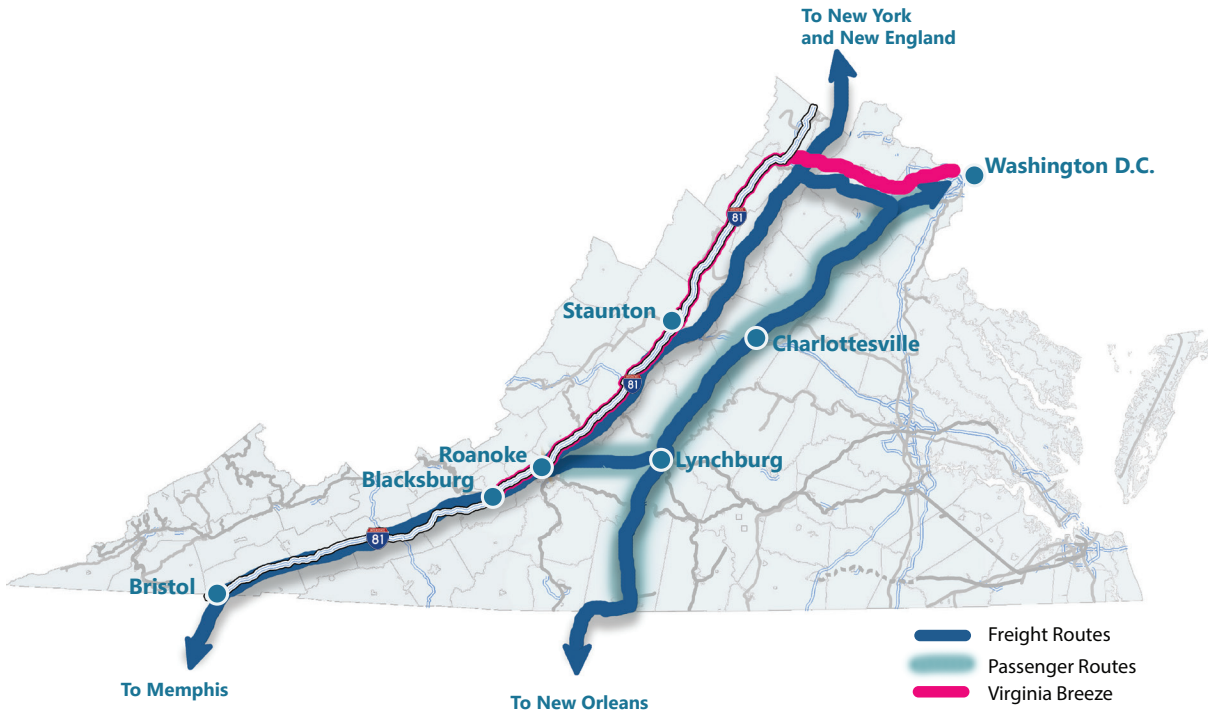 To New York
and New England
Washington D.C.
81
Staunton
Charlottesville
81
Roanoke
Lynchburg
Blacksburg
81
Bristol
Freight Routes
Passenger Routes
To Memphis
Virginia Breeze
To New Orleans